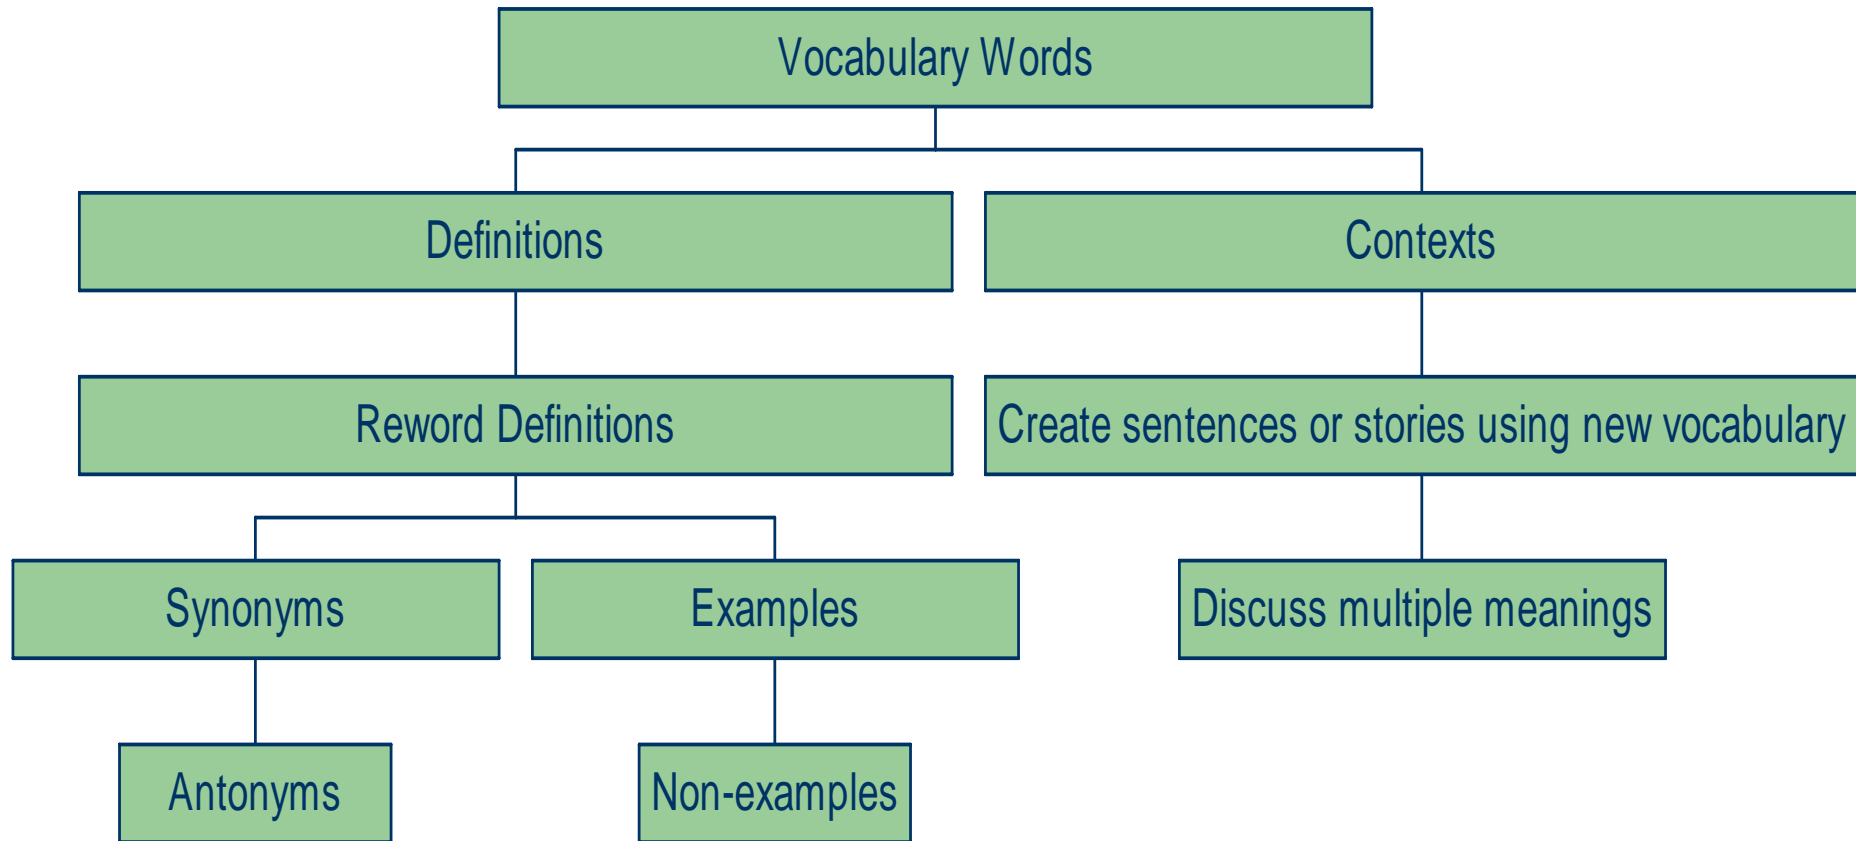 Vocabulary Words
Definitions
Contexts
Reword Definitions
Create sentences or stories using new vocabulary
Synonyms
Examples
Discuss multiple meanings
Antonyms
Non-examples